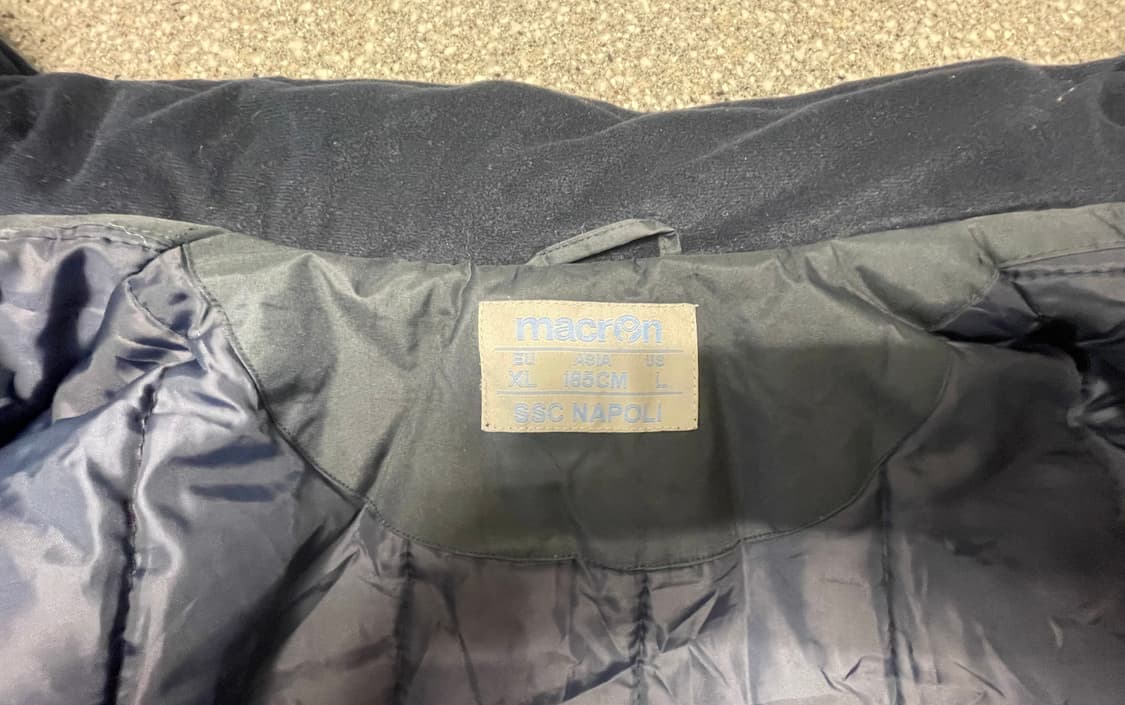 macron
EU ASIA US
XL 185CM L
SSC NAPOLI